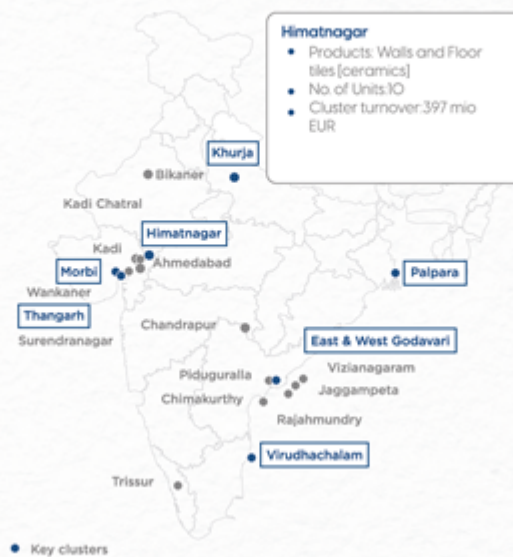 Himatnagar
Products: Walls and Floor
tiles [ceramics]
No. of Units:10
Cluster turnover:397 mio
EUR
Khurja
Bikaner
Kadi Chatral
Himatnagar
Kadi
Ahmedabad
Morbi
Palpara
Wankaner
Thangarh
Chandrapur
Surendranagar
East & West Godavari
Vizianagaram
Piduguralla
Jaggampeta
Chimakurthy
Rajahmundry
Virudhachalam
Trissur
Key clusters